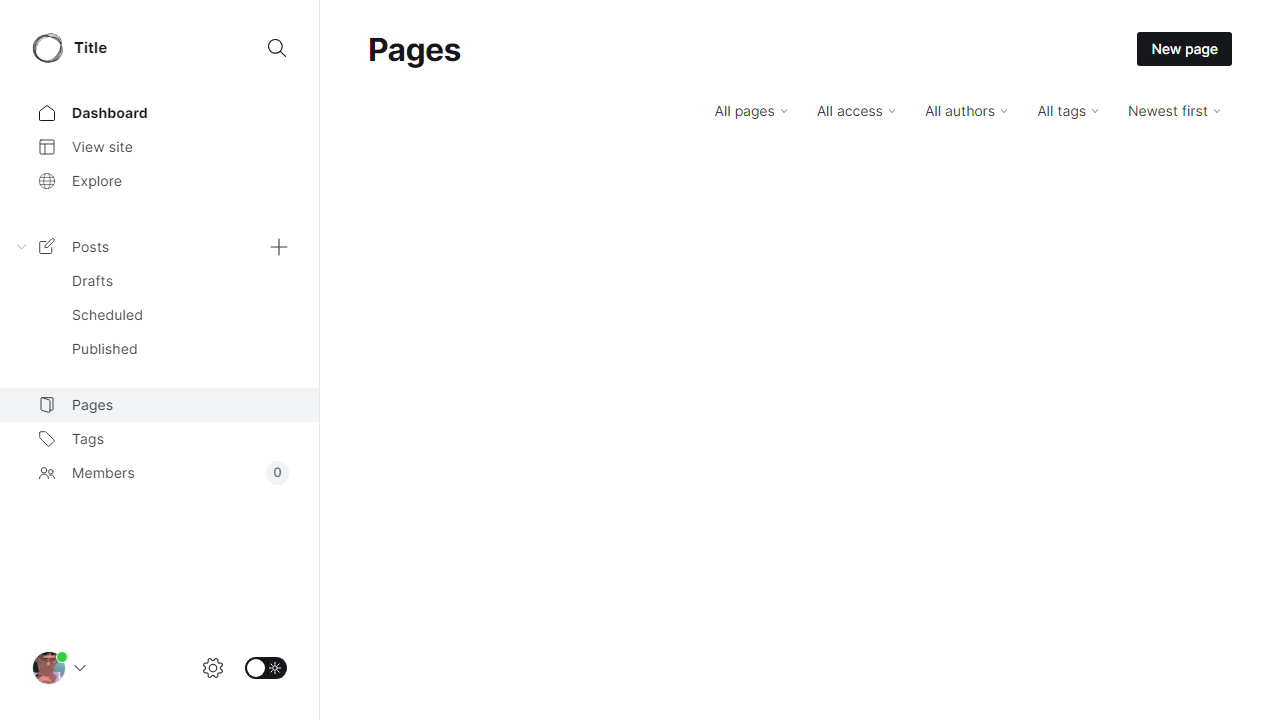 Title
Dashboard
View site
Explore
Posts
Drafts
Scheduled
Published
Pages
Tags
Members 0
Pages
New page
All pages All access All authors All tags Newest first